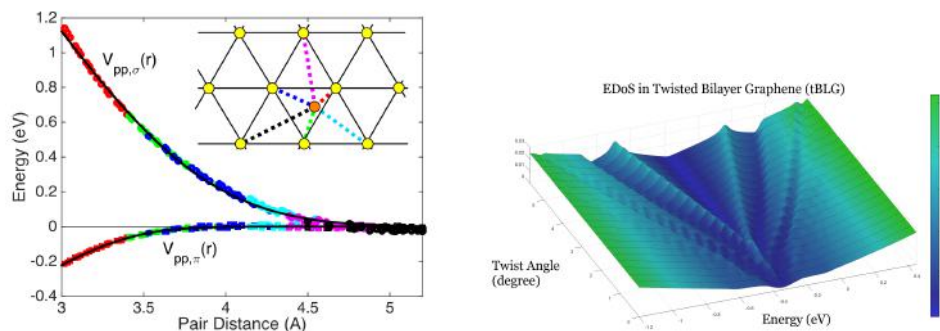 1.2
1
0.8
0.6
0.4
0.2
0
-0.2
-0.4
Energy (eV)
V_pp,σ(r)
V_pp,π(r)
3
3.5
4
4.5
5
Pair Distance (A)
EDoS in Twisted Bilayer Graphene (tBLG)
Twist Angle
(degree)
Energy (eV)